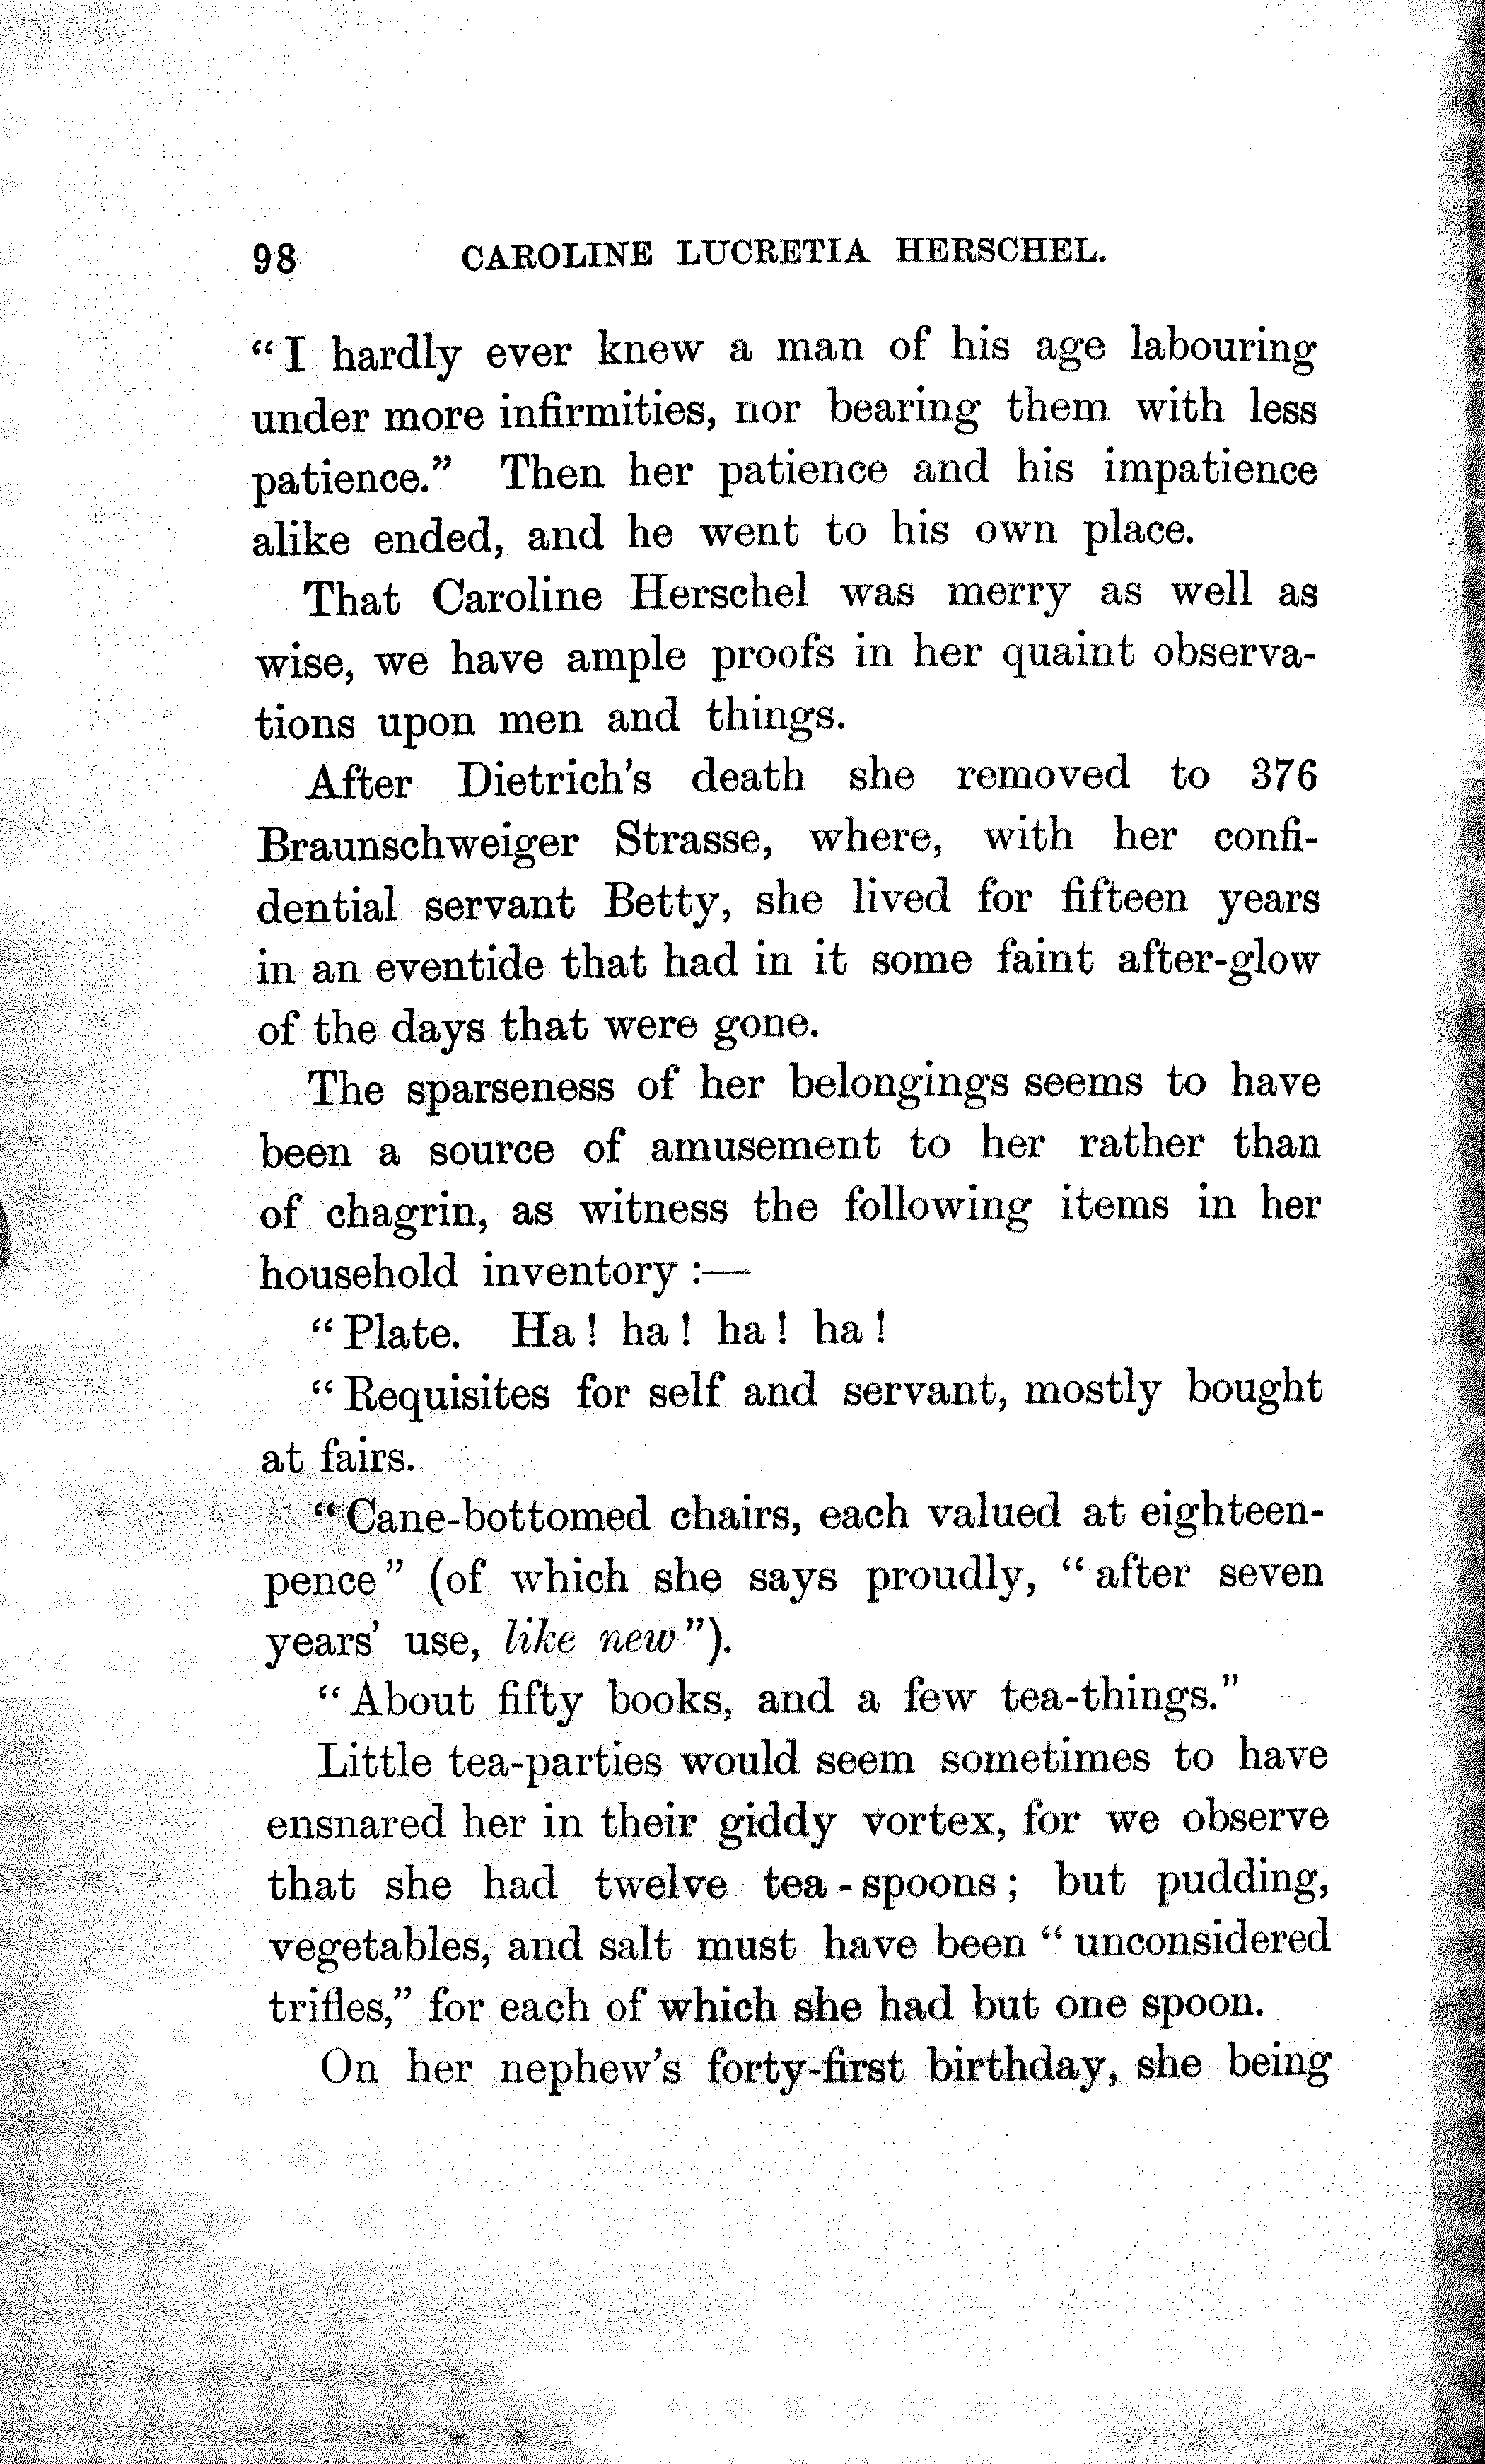 98 CAROLINE LUCRETIA HERSCHEL.
“I hardly ever knew a man of his age labouring
under more infirmities, nor bearing them with less
patience.” Then her patience and his impatience
alike ended, and he went to his own place.
That Caroline Herschel was merry as well as
wise, we have ample proofs in her quaint observa-
tions upon men and things.
After Dietrich’s death she removed to 376
Braunschweiger Strasse, where, with her confi-
dential servant Betty, she lived for fifteen years
in an eventide that had in it some faint after-glow
of the days that were gone.
The sparseness of her belongings seems to have
been a source of amusement to her rather than
of chagrin, as witness the following items in her
household inventory :—
“Plate. Ha! ha! ha! ha!
“Requisites for self and servant, mostly bought
at fairs.
“Cane-bottomed chairs, each valued at eighteen-
pence” (of which she says proudly, “after seven
years’ use, like new”).
“About fifty books, and a few tea-things.”
Little tea-parties would seem sometimes to have
ensnared her in their giddy vortex, for we observe
that she had twelve tea-spoons; but pudding,
vegetables, and salt must have been “unconsidered
trifles,” for each of which she had but one spoon.
On her nephew’s forty-first birthday, she being